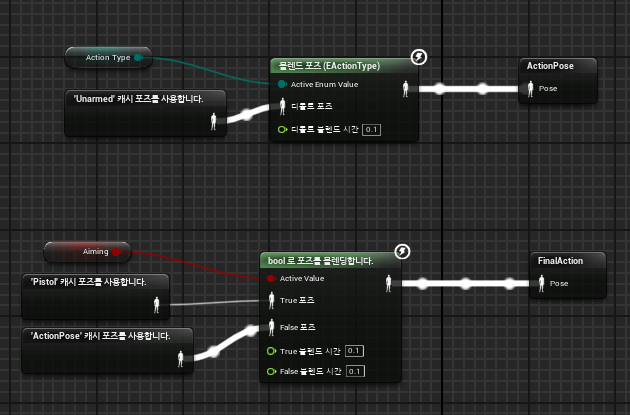 Action Type
'Unarmed' 캐시 포즈를 사용합니다.
블렌드 포즈 (EActionType)
Active Enum Value
디폴트 포즈
디폴트 블렌드 시간 0.1
ActionPose
Pose
Aiming
'Pistol' 캐시 포즈를 사용합니다.
'ActionPose' 캐시 포즈를 사용합니다.
bool 로 포즈를 블렌딩합니다.
Active Value
True 포즈
False 포즈
True 블렌드 시간 0.1
False 블렌드 시간 0.1
FinalAction
Pose